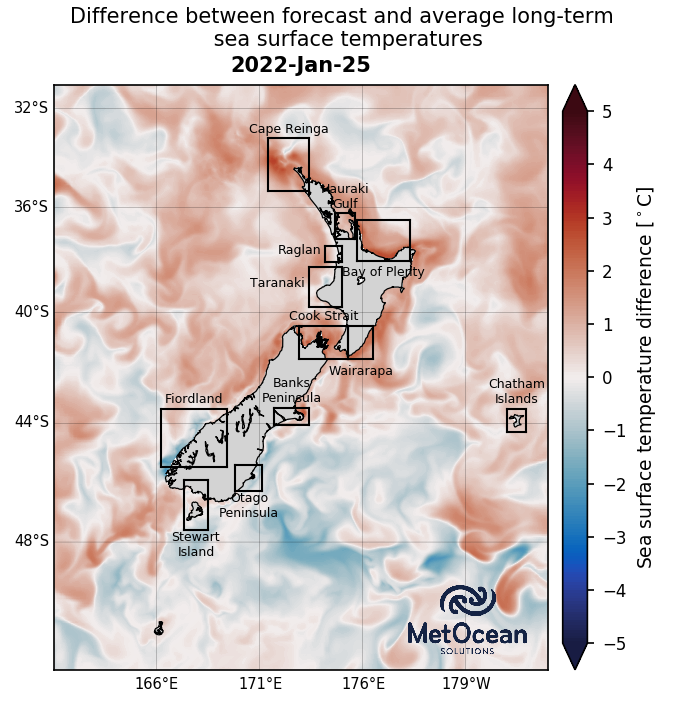 Difference between forecast and average long-term
sea surface temperatures
2022-Jan-25
32°S
36°S
40°S
44°S
48°S
166°E
171°E
176°E
179°W
Cape Reinga
Hauraki
Gulf
Raglan
Bay of Plenty
Taranaki
Cook Strait
Wairarapa
Banks
Peninsula
Fiordland
Chatham
Islands
Otago
Peninsula
Stewart
Island
MetOcean
SOLUTIONS
5
4
3
2
1
0
−1
−2
−3
−4
−5
Sea surface temperature difference [°C]